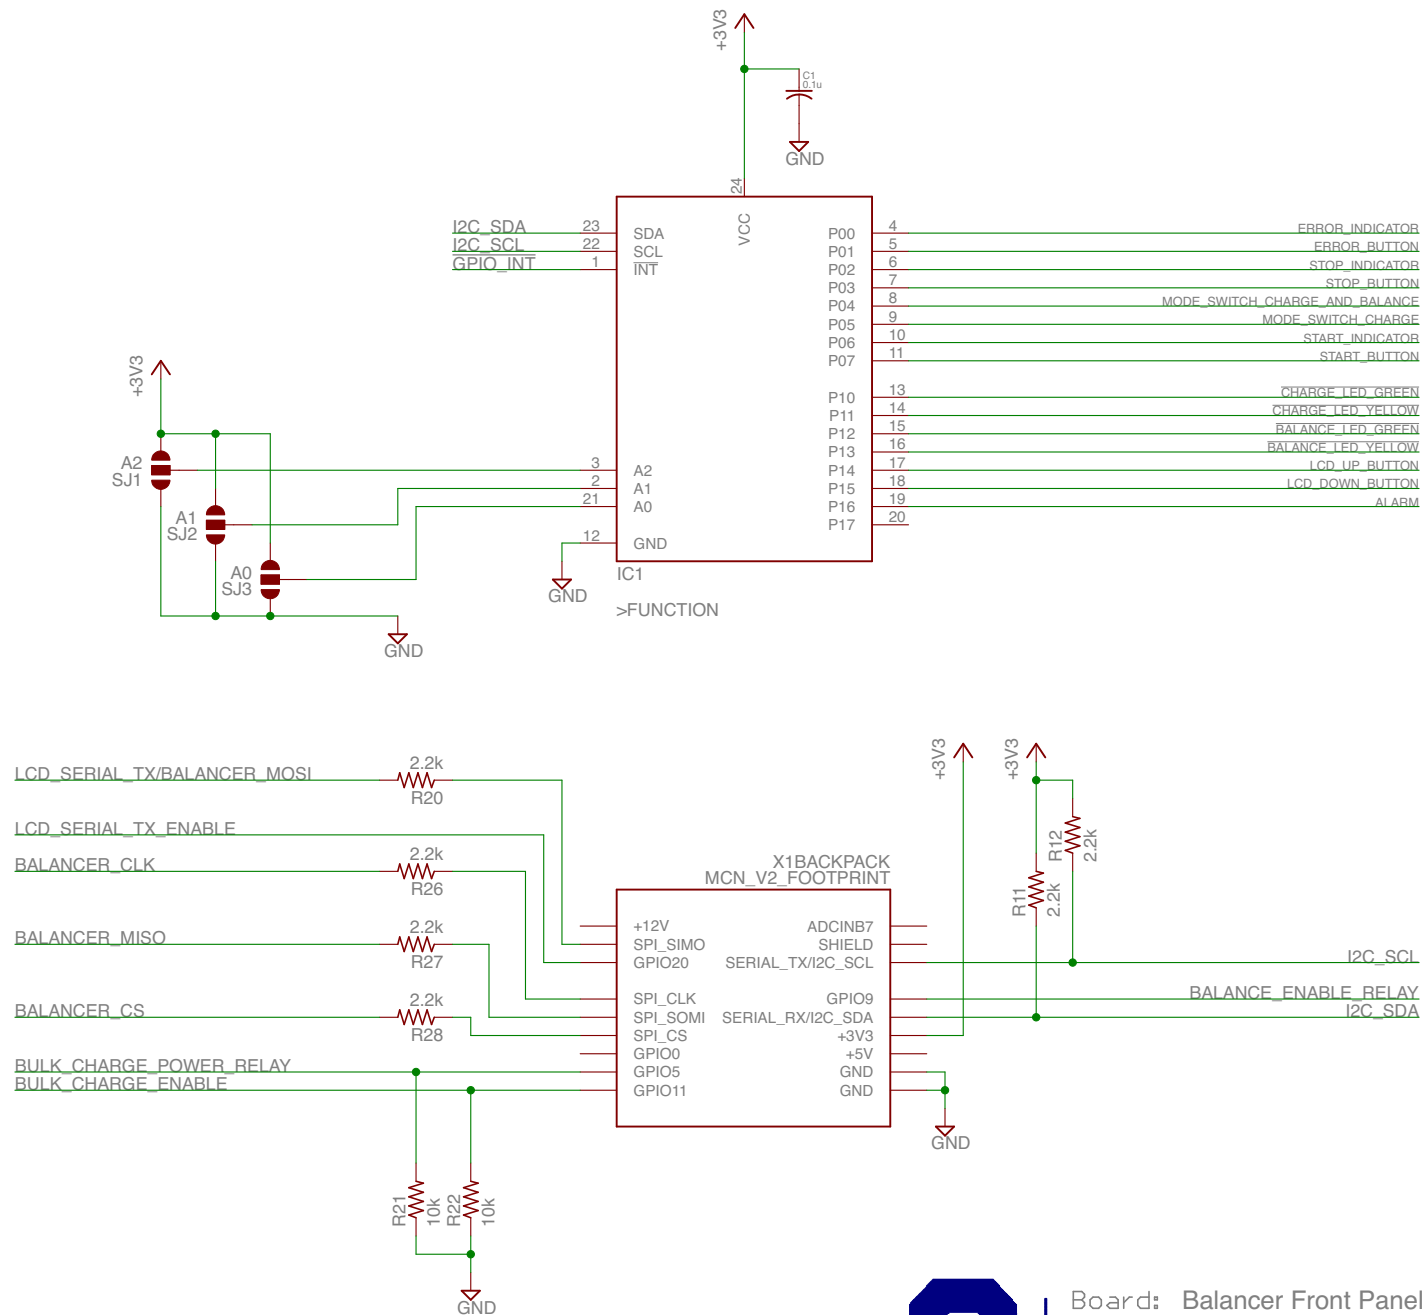 +3V3
C1
0.1u
GND
24
VCC
I2C_SDA 23 SDA P00 4 ERROR_INDICATOR
I2C_SCL 22 SCL P01 5 ERROR_BUTTON
GPIO_INT 1 INT P02 6 STOP_INDICATOR
P03 7 STOP_BUTTON
P04 8 MODE_SWITCH_CHARGE_AND_BALANCE
P05 9 MODE_SWITCH_CHARGE
P06 10 START_INDICATOR
P07 11 START_BUTTON
+3V3
P10 13 CHARGE_LED_GREEN
P11 14 CHARGE_LED_YELLOW
P12 15 BALANCE_LED_GREEN
P13 16 BALANCE_LED_YELLOW
A2
SJ1
3 A2 P14 17 LCD_UP_BUTTON
2 A1 P15 18 LCD_DOWN_BUTTON
21 A0 P16 19 ALARM
A1
SJ2
P17 20
12 GND
A0
SJ3
IC1
GND
>FUNCTION
GND
+3V3 +3V3
LCD_SERIAL_TX/BALANCER_MOSI 2.2k
R20
LCD_SERIAL_TX_ENABLE
R12 2.2k
BALANCER_CLK 2.2k
R26
X1BACKPACK
MCN_V2_FOOTPRINT
R11 2.2k
+12V ADCINB7
BALANCER_MISO 2.2k
R27
SPI_SIMO SHIELD
GPIO20 SERIAL_TX/I2C_SCL I2C_SCL
SPI_CLK GPIO9 BALANCE_ENABLE_RELAY
BALANCER_CS 2.2k
R28
SPI_SOMI SERIAL_RX/I2C_SDA I2C_SDA
SPI_CS +3V3
GPIO0 +5V
BULK_CHARGE_POWER_RELAY GPIO5 GND
BULK_CHARGE_ENABLE GPIO11 GND
GND
R21 10k R22 10k
GND
Board: Balancer Front Panel